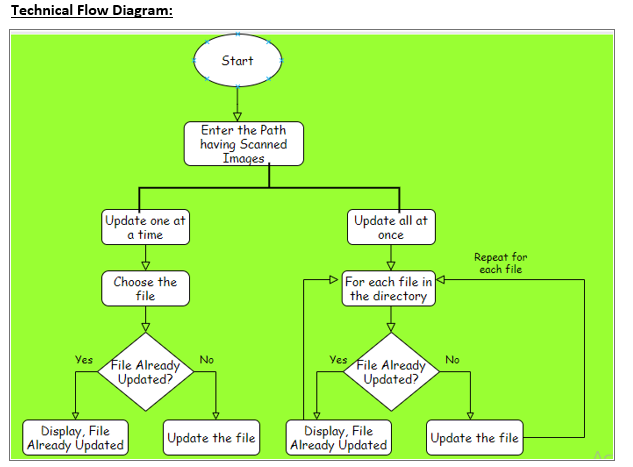 Technical Flow Diagram:
Start
Enter the Path
having Scanned
Images
Update one at
a time
Update all at
once
Choose the
file
For each file in
the directory
Repeat for
each file
Yes
File Already
Updated?
No
Yes
File Already
Updated?
No
Display, File
Already Updated
Update the file
Display, File
Already Updated
Update the file